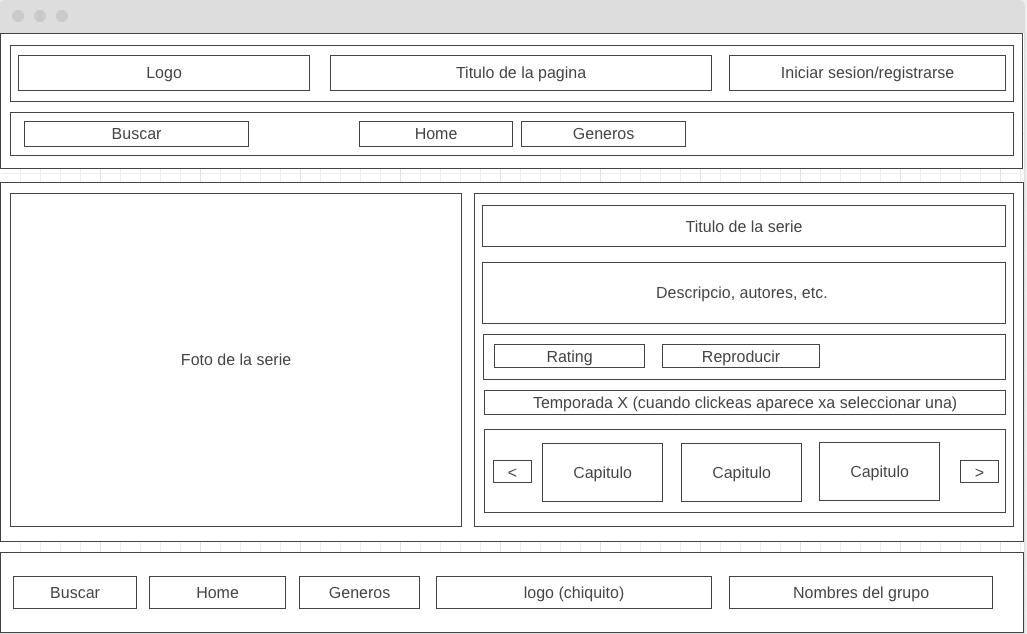 Logo
Titulo de la pagina
Iniciar sesion/registrarse
Buscar
Home
Generos
Foto de la serie
Titulo de la serie
Descripcio, autores, etc.
Rating
Reproducir
Temporada X (cuando clickeas aparece xa seleccionar una)
<
Capitulo
Capitulo
Capitulo
>
Buscar
Home
Generos
logo (chiquito)
Nombres del grupo